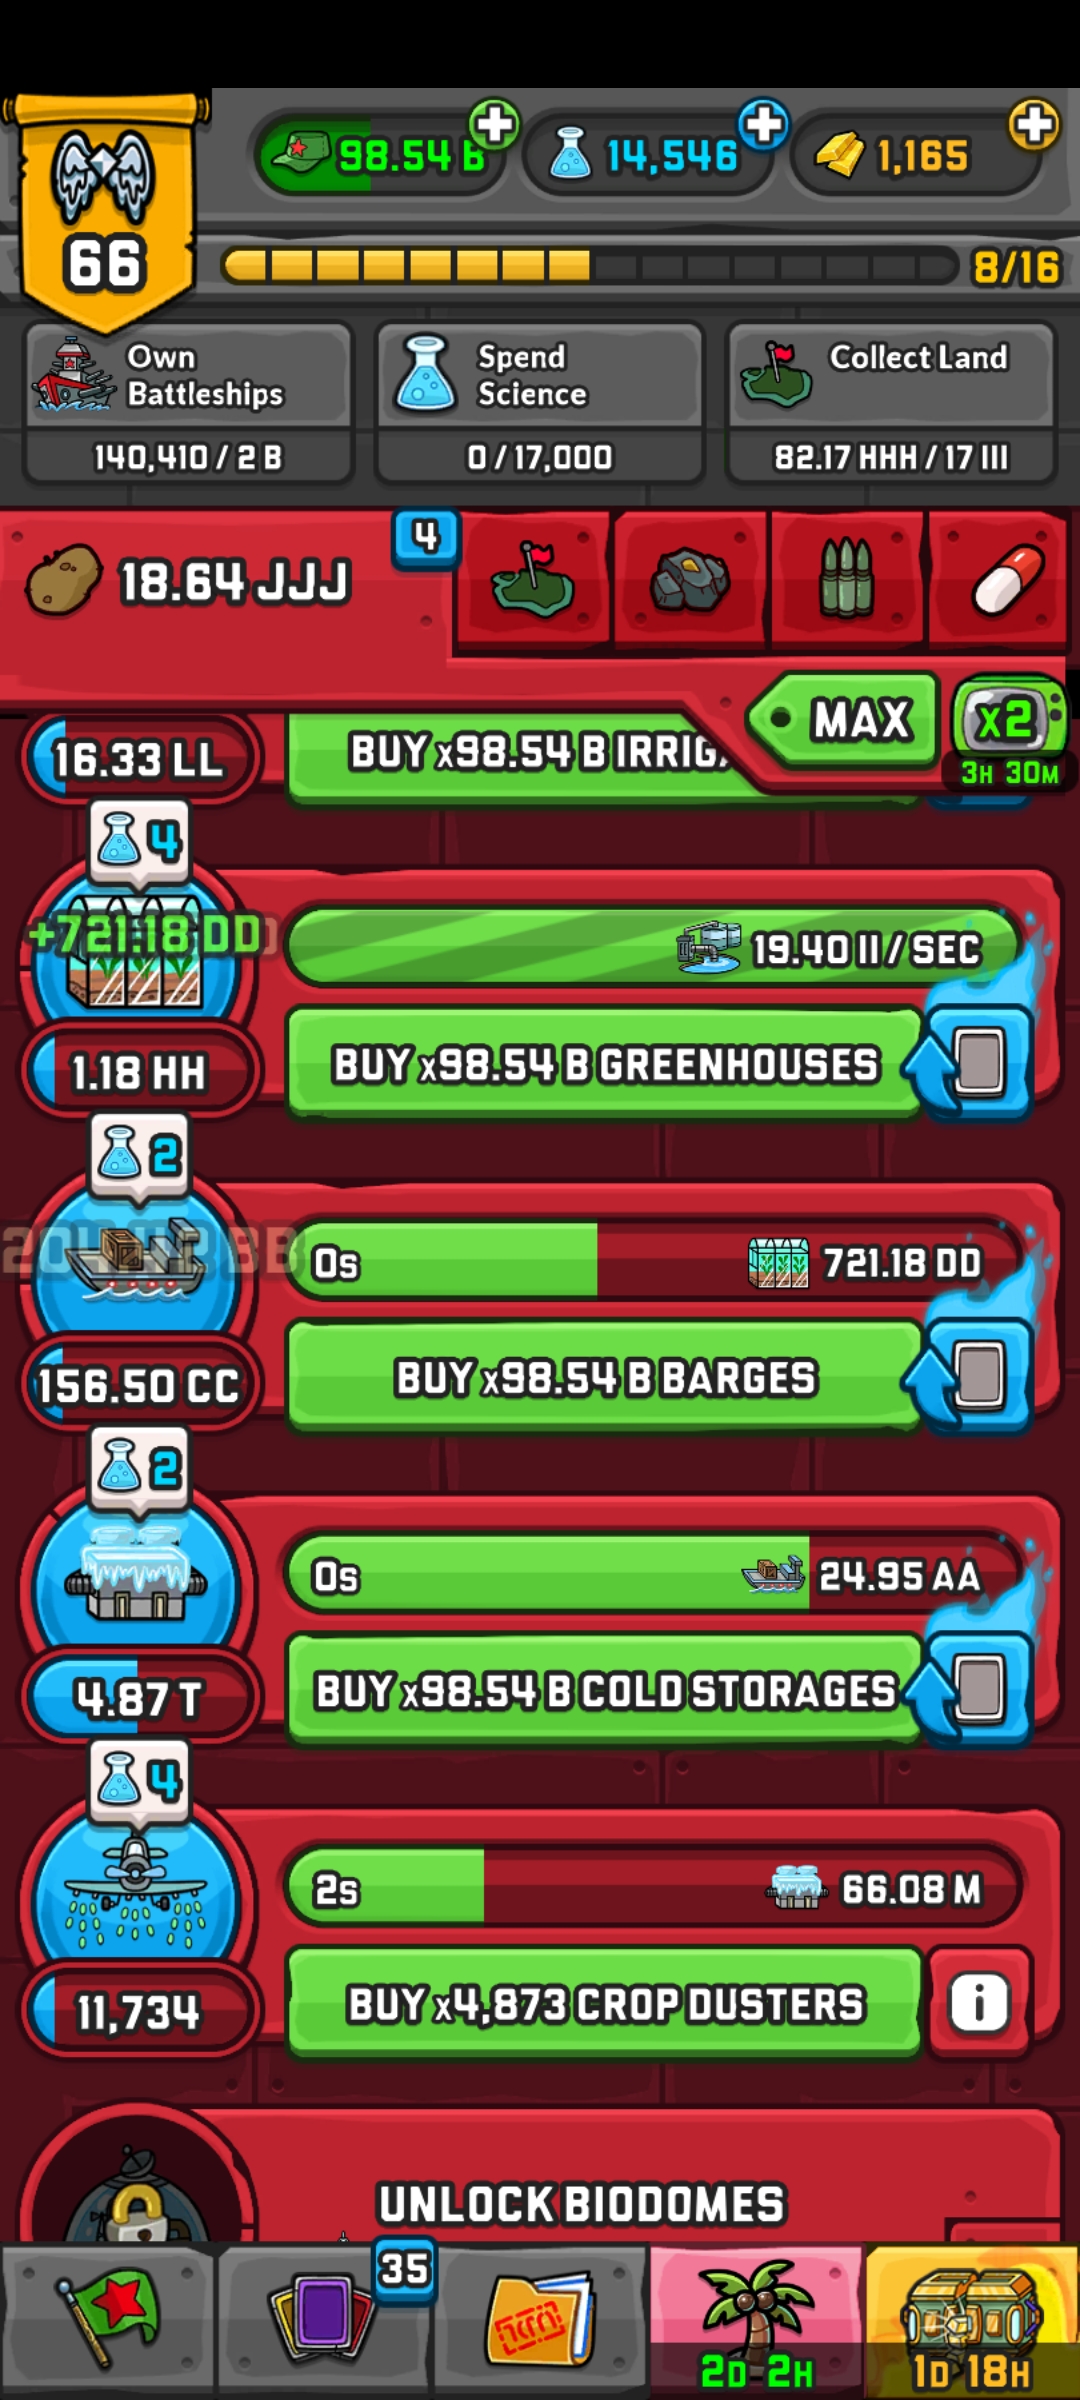 98.54 B
14,546
1,165
66
8/16
Own
Battleships
140,410 / 2 B
Spend
Science
0 / 17,000
Collect Land
82.17 HHH / 17 III
18.64 JJJ
4
MAX
x2
3H 30M
16.33 LL
BUY x98.54 B IRRIG
4
+721.18 DD
19.40 II / SEC
1.18 HH
BUY x98.54 B GREENHOUSES
2
0s
721.18 DD
156.50 CC
BUY x98.54 B BARGES
2
0s
24.95 AA
4.87 T
BUY x98.54 B COLD STORAGES
4
2s
66.08 M
11,734
BUY x4,873 CROP DUSTERS
i
UNLOCK BIODOMES
35
2D 2H
1D 18H